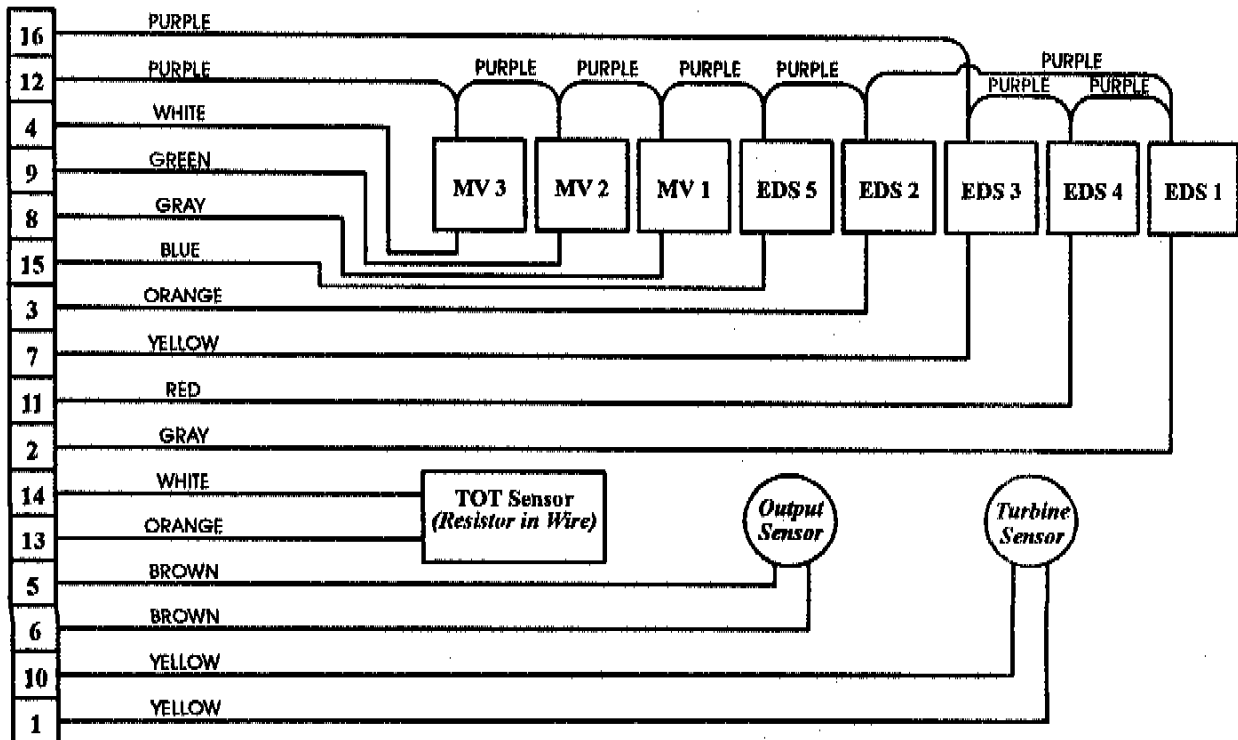 16 PURPLE
12 PURPLE PURPLE PURPLE PURPLE PURPLE PURPLE
PURPLE PURPLE
4 WHITE
9 GREEN
MV 3 MV 2 MV 1 EDS 5 EDS 2 EDS 3 EDS 4 EDS 1
8 GRAY
15 BLUE
3 ORANGE
7 YELLOW
11 RED
2 GRAY
14 WHITE
13 ORANGE
TOT Sensor
(Resistor in Wire)
Output
Sensor
Turbine
Sensor
5 BROWN
6 BROWN
10 YELLOW
1 YELLOW